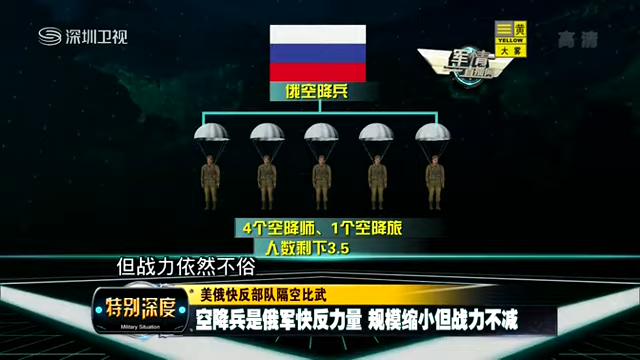 深圳卫视
黄
YELLOW
大雾
高清
军情
俄空降兵
4个空降师、1个空降旅
人数剩下3.5
但战力依然不俗
美俄快反部队隔空比武
特别深度
Military Situation
空降兵是俄军快反力量 规模缩小但战力不减